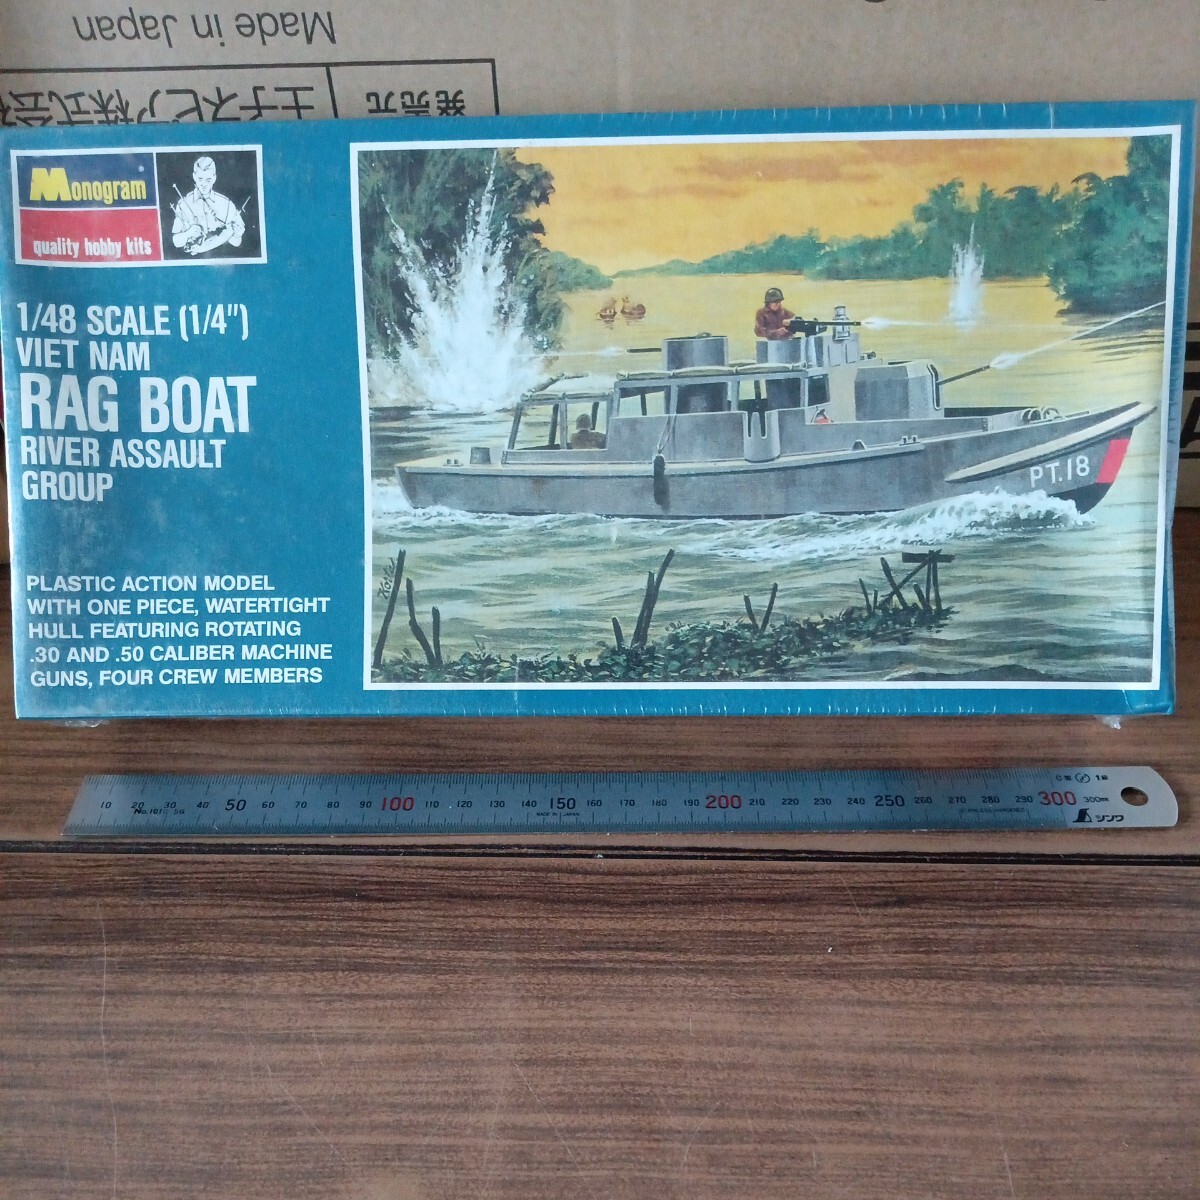 Made in Japan
発売元
Monogram
quality hobby kits
1/48 SCALE (1/4")
VIET NAM
RAG BOAT
RIVER ASSAULT
GROUP
PLASTIC ACTION MODEL
WITH ONE PIECE, WATERTIGHT
HULL FEATURING ROTATING
.30 AND .50 CALIBER MACHINE
GUNS, FOUR CREW MEMBERS
PT.18
10 20 30 40 50 60 70 80 90 100 110 120 130 140 150 160 170 180 190 200 210 220 230 240 250 260 270 280 290 300 300mm
MADE IN JAPAN
シンワ